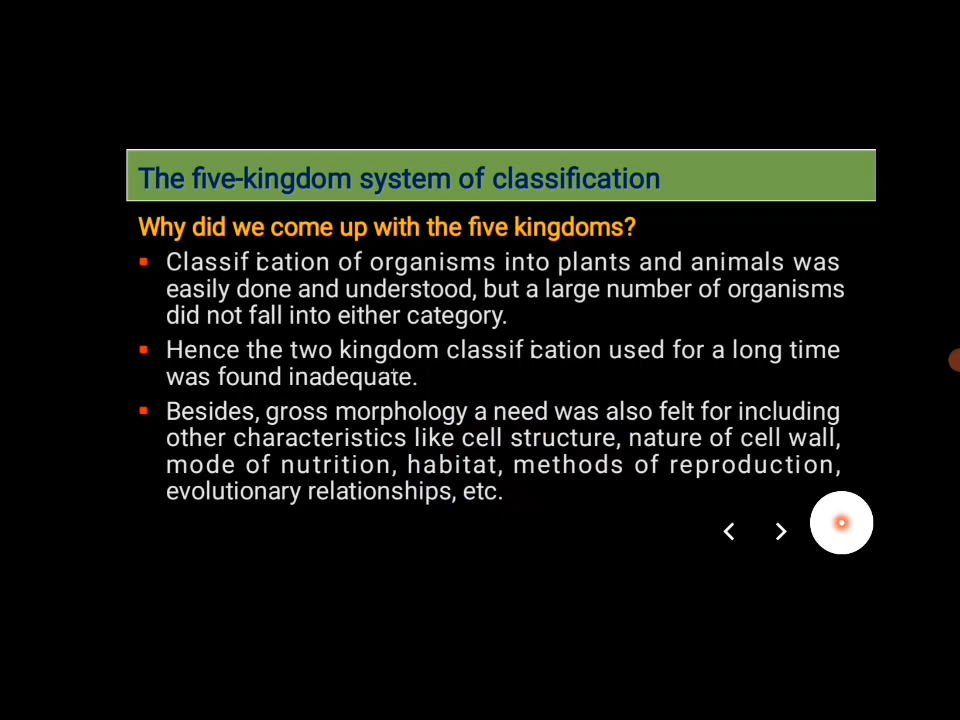 The five-kingdom system of classification
Why did we come up with the five kingdoms?
▪ Classification of organisms into plants and animals was
easily done and understood, but a large number of organisms
did not fall into either category.
▪ Hence the two kingdom classification used for a long time
was found inadequate.
▪ Besides, gross morphology a need was also felt for including
other characteristics like cell structure, nature of cell wall,
mode of nutrition, habitat, methods of reproduction,
evolutionary relationships, etc.